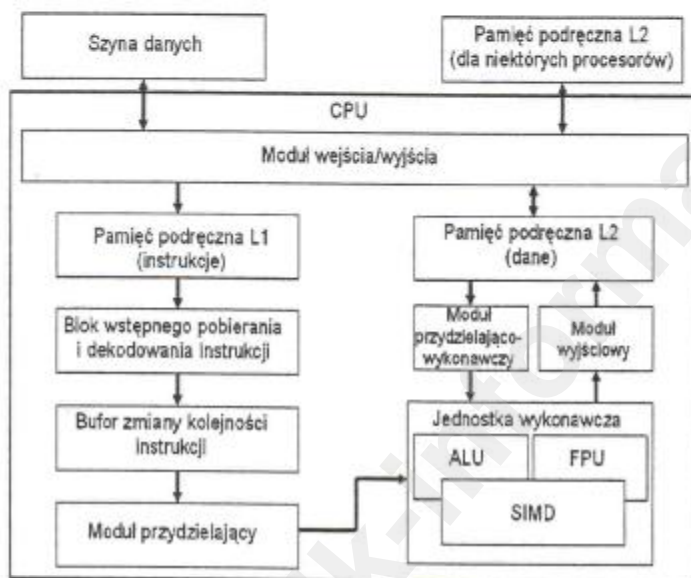 Szyna danych
Pamięć podręczna L2
(dla niektórych procesorów)
CPU
Moduł wejścia/wyjścia
Pamięć podręczna L1
(instrukcje)
Pamięć podręczna L2
(dane)
Blok wstępnego pobierania
i dekodowania instrukcji
Moduł
przydzielająco-
wykonawczy
Moduł
wyjściowy
Bufor zmiany kolejności
instrukcji
Jednostka wykonawcza
ALU
FPU
SIMD
Moduł przydzielający